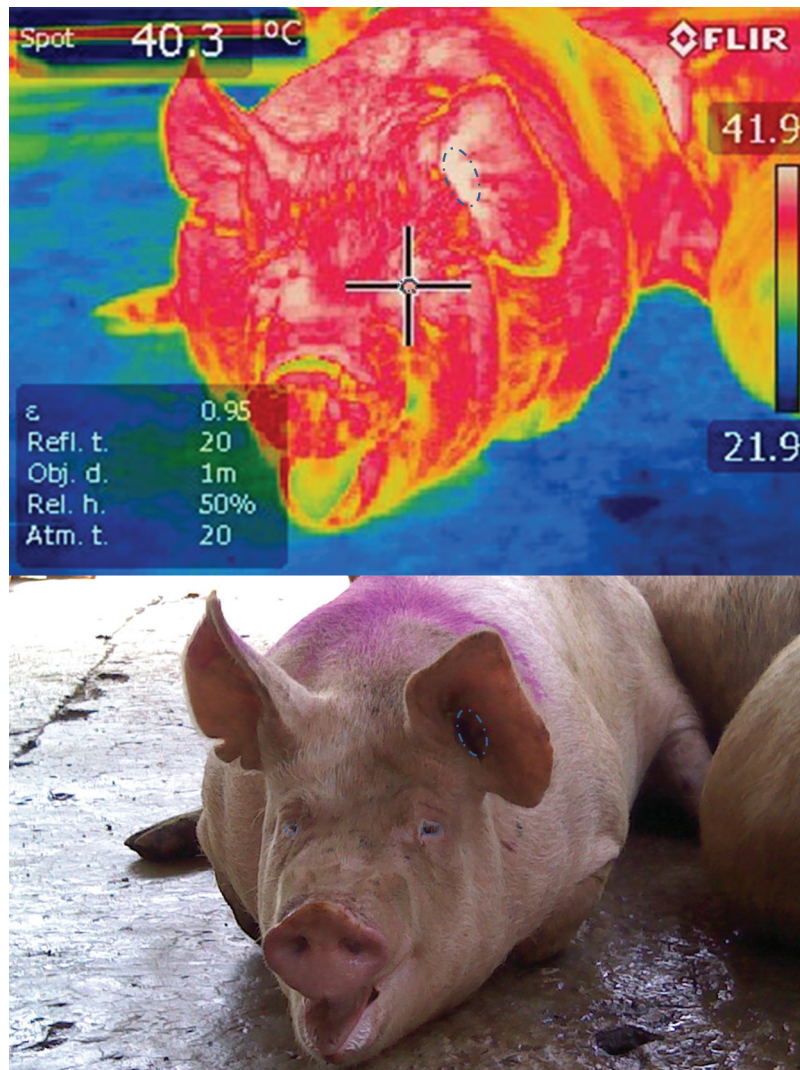 Spot 40.3 °C
FLIR
41.9
ε 0.95
Refl. t. 20
Obj. d. 1m
Rel. h. 50%
Atm. t. 20
21.9